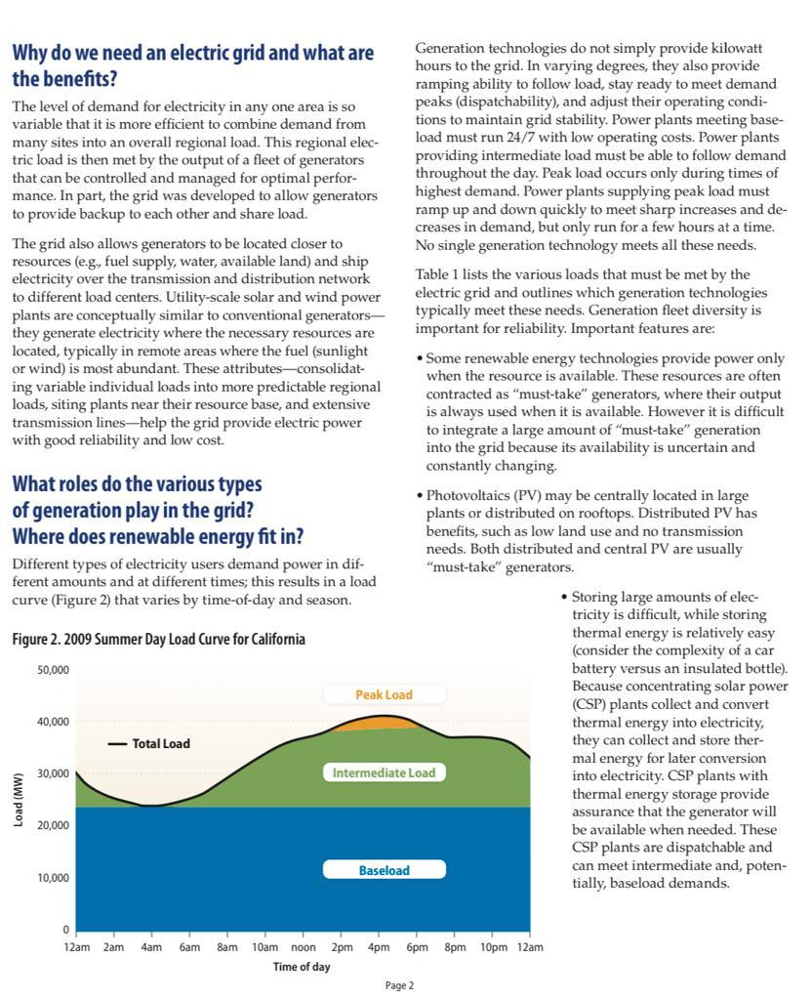 Why do we need an electric grid and what are
the benefits?
The level of demand for electricity in any one area is so
variable that it is more efficient to combine demand from
many sites into an overall regional load. This regional elec-
tric load is then met by the output of a fleet of generators
that can be controlled and managed for optimal perfor-
mance. In part, the grid was developed to allow generators
to provide backup to each other and share load.
The grid also allows generators to be located closer to
resources (e.g., fuel supply, water, available land) and ship
electricity over the transmission and distribution network
to different load centers. Utility-scale solar and wind power
plants are conceptually similar to conventional generators—
they generate electricity where the necessary resources are
located, typically in remote areas where the fuel (sunlight
or wind) is most abundant. These attributes—consolidat-
ing variable individual loads into more predictable regional
loads, siting plants near their resource base, and extensive
transmission lines—help the grid provide electric power
with good reliability and low cost.
What roles do the various types
of generation play in the grid?
Where does renewable energy fit in?
Different types of electricity users demand power in dif-
ferent amounts and at different times; this results in a load
curve (Figure 2) that varies by time-of-day and season.
Figure 2. 2009 Summer Day Load Curve for California
50,000
40,000
30,000
20,000
10,000
0
Load (MW)
Total Load
Peak Load
Intermediate Load
Baseload
12am 2am 4am 6am 8am 10am noon 2pm 4pm 6pm 8pm 10pm 12am
Time of day
Generation technologies do not simply provide kilowatt
hours to the grid. In varying degrees, they also provide
ramping ability to follow load, stay ready to meet demand
peaks (dispatchability), and adjust their operating condi-
tions to maintain grid stability. Power plants meeting base-
load must run 24/7 with low operating costs. Power plants
providing intermediate load must be able to follow demand
throughout the day. Peak load occurs only during times of
highest demand. Power plants supplying peak load must
ramp up and down quickly to meet sharp increases and de-
creases in demand, but only run for a few hours at a time.
No single generation technology meets all these needs.
Table 1 lists the various loads that must be met by the
electric grid and outlines which generation technologies
typically meet these needs. Generation fleet diversity is
important for reliability. Important features are:
• Some renewable energy technologies provide power only
when the resource is available. These resources are often
contracted as “must-take” generators, where their output
is always used when it is available. However it is difficult
to integrate a large amount of “must-take” generation
into the grid because its availability is uncertain and
constantly changing.
• Photovoltaics (PV) may be centrally located in large
plants or distributed on rooftops. Distributed PV has
benefits, such as low land use and no transmission
needs. Both distributed and central PV are usually
“must-take” generators.
• Storing large amounts of elec-
tricity is difficult, while storing
thermal energy is relatively easy
(consider the complexity of a car
battery versus an insulated bottle).
Because concentrating solar power
(CSP) plants collect and convert
thermal energy into electricity,
they can collect and store ther-
mal energy for later conversion
into electricity. CSP plants with
thermal energy storage provide
assurance that the generator will
be available when needed. These
CSP plants are dispatchable and
can meet intermediate and, poten-
tially, baseload demands.
Page 2